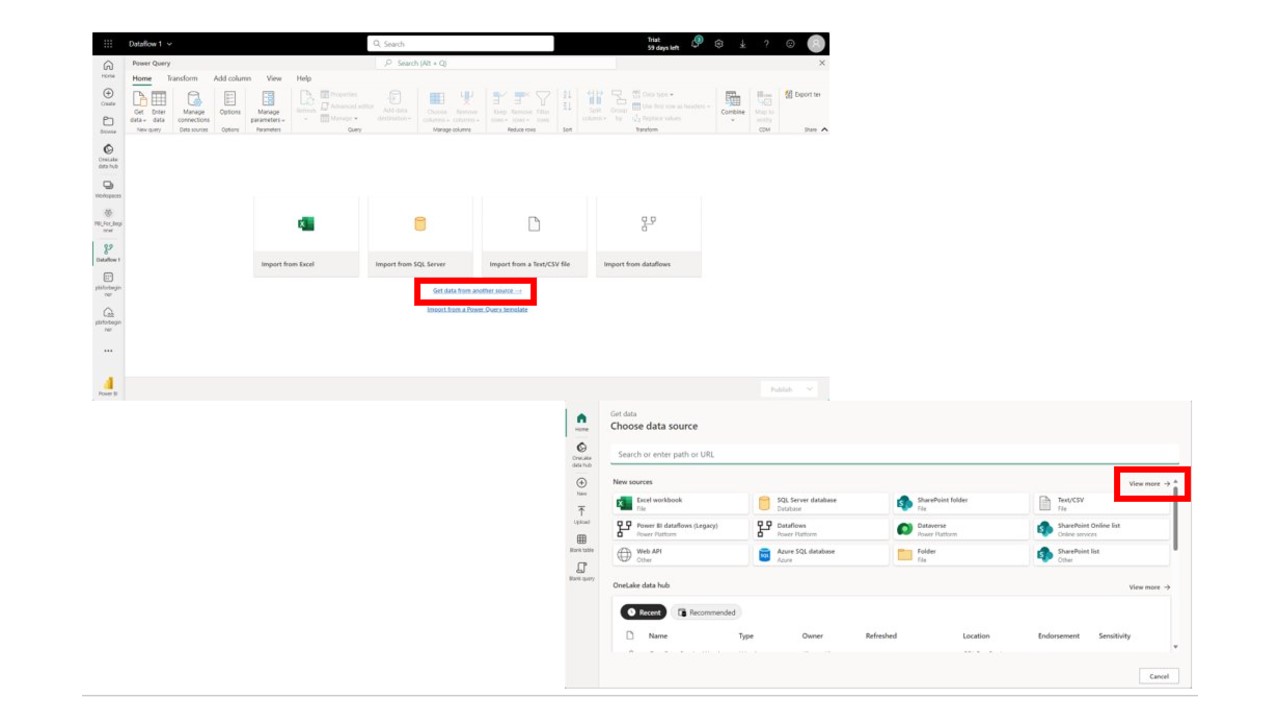 Dataflow 1
Search
Trial:
59 days left
Power Query
Search (Alt + Q)
Home Transform Add column View Help
Get data
Enter data
Manage connections
Options
Manage parameters
Refresh
Properties
Advanced editor
Manage
Add data destination
Choose columns
Remove columns
Keep rows
Remove rows
Filter rows
Split column
Group by
Data type
Use first row as headers
Replace values
Combine
Map to entity
Export te
New query
Data sources
Options
Parameters
Query
Manage columns
Reduce rows
Sort
Transform
CDM
Share
Home
Create
Browse
OneLake
data hub
Workspaces
Dataflow 1
pbiforbegin
ner
pbiforbegin
ner
Power BI
Import from Excel
Import from SQL Server
Import from a Text/CSV file
Import from dataflows
Get data from another source →
Import from a Power Query template
Publish
Home
OneLake
data hub
New
Upload
Blank table
Blank query
Get data
Choose data source
Search or enter path or URL
New sources
View more →
Excel workbook
File
SQL Server database
Database
SharePoint folder
File
Text/CSV
File
Power BI dataflows (Legacy)
Power Platform
Dataflows
Power Platform
Dataverse
Power Platform
SharePoint Online list
Online services
Web API
Other
Azure SQL database
Azure
Folder
File
SharePoint list
Other
OneLake data hub
View more →
Recent
Recommended
Name Type Owner Refreshed Location Endorsement Sensitivity
Cancel